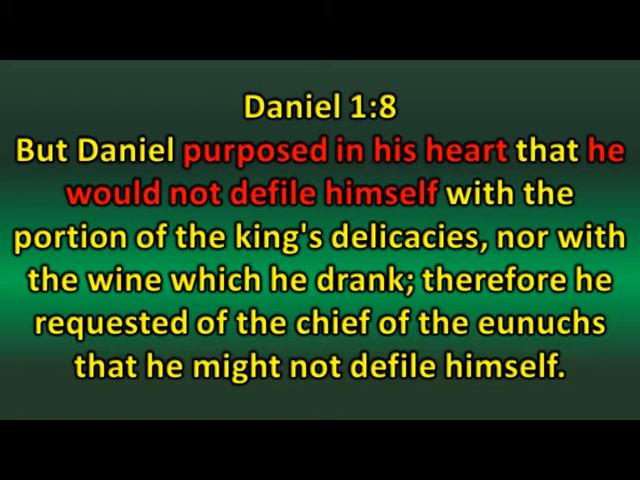 Daniel 1:8
But Daniel purposed in his heart that he
would not defile himself with the
portion of the king's delicacies, nor with
the wine which he drank; therefore he
requested of the chief of the eunuchs
that he might not defile himself.